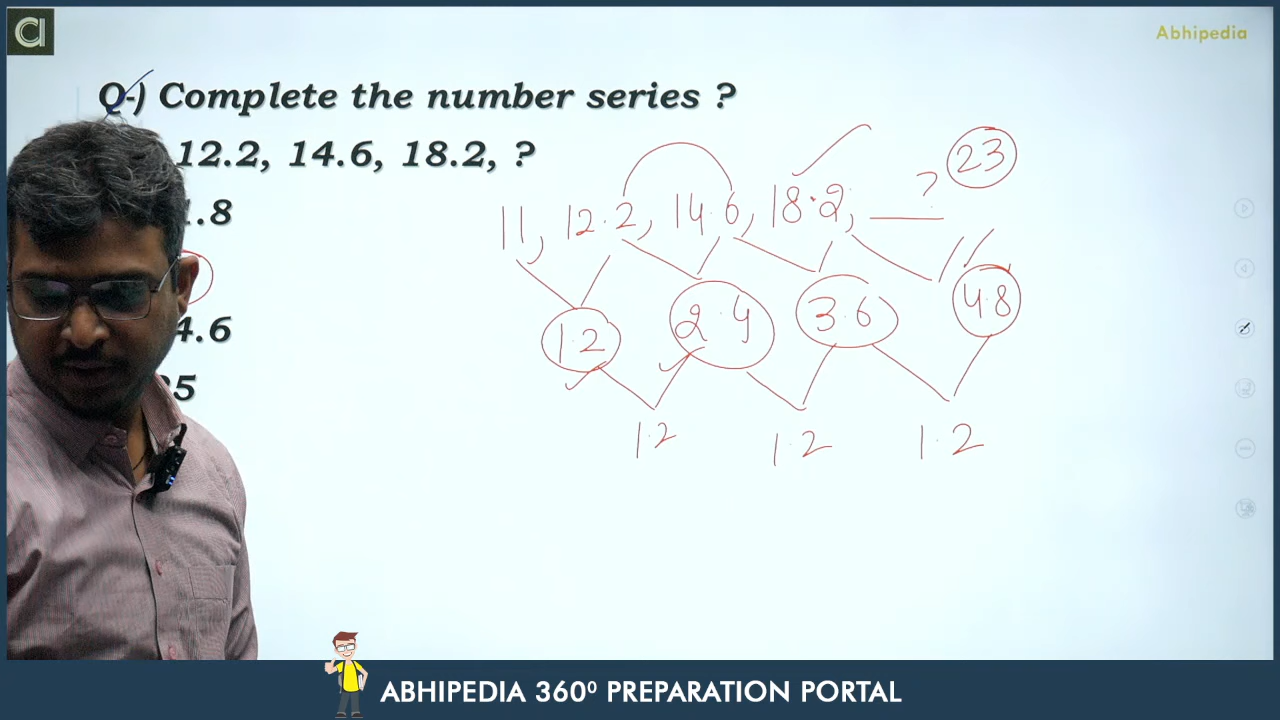 Abhipedia
Q-) Complete the number series ?
12.2, 14.6, 18.2, ?
23
11, 12.2, 14.6, 18.2, ___?
.8
1.2 2.4 3.6 4.8
4.6
5
1.2 1.2 1.2
ABHIPEDIA 360⁰ PREPARATION PORTAL